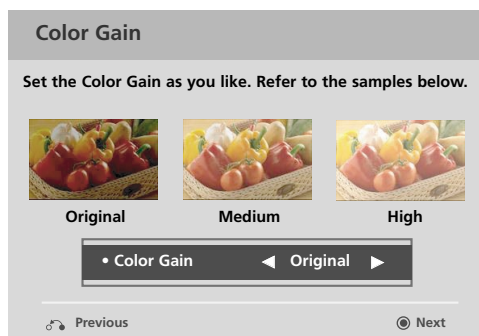 Color Gain
Set the Color Gain as you like. Refer to the samples below.
Original Medium High
• Color Gain ◀ Original ▶
Previous Next